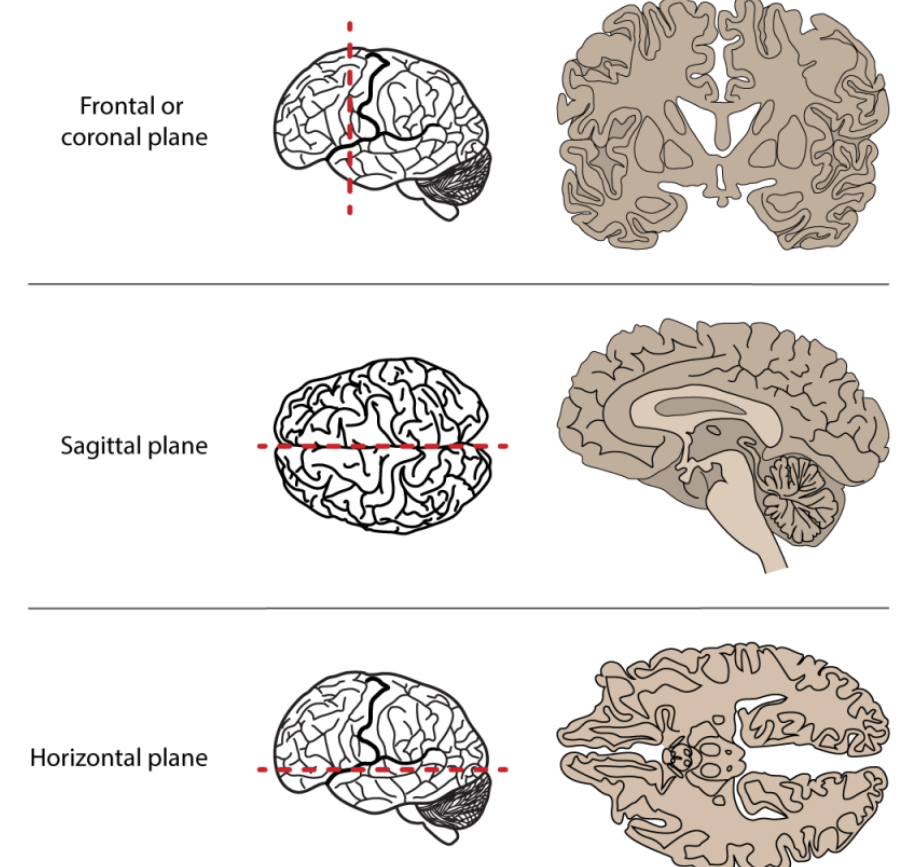 Frontal or
coronal plane
Sagittal plane
Horizontal plane